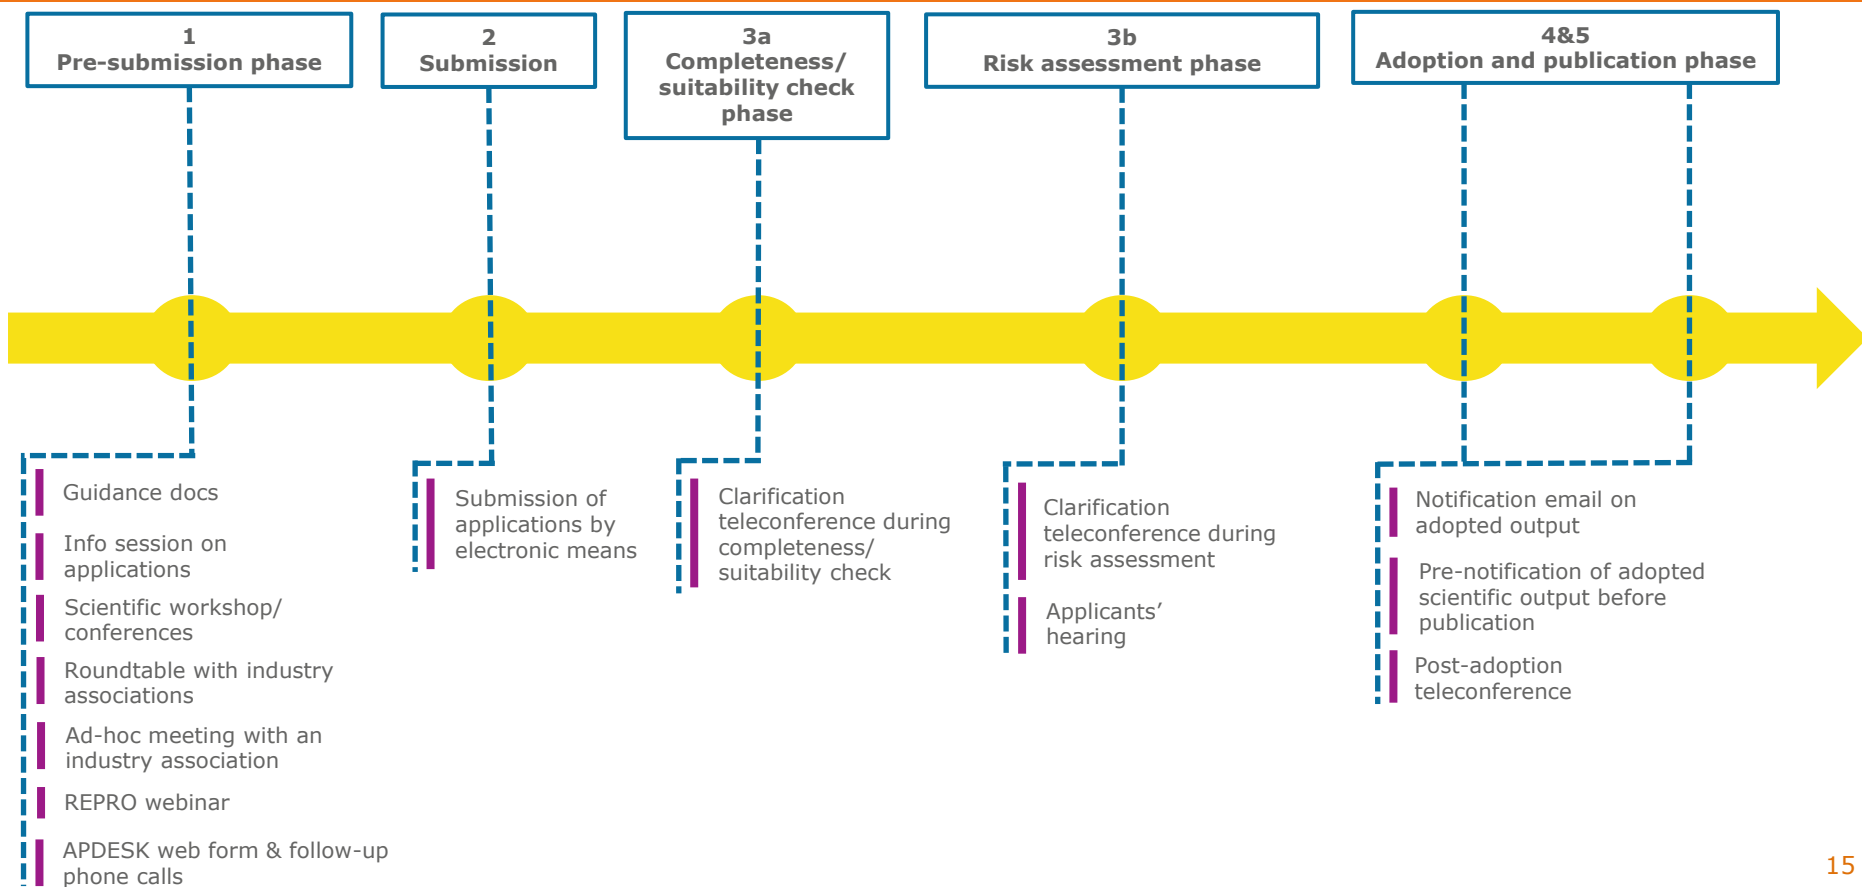 1
Pre-submission phase
2
Submission
3a
Completeness/
suitability check
phase
3b
Risk assessment phase
4&5
Adoption and publication phase
Guidance docs
Info session on
applications
Scientific workshop/
conferences
Roundtable with industry
associations
Ad-hoc meeting with an
industry association
REPRO webinar
APDESK web form & follow-up
phone calls
Submission of
applications by
electronic means
Clarification
teleconference during
completeness/
suitability check
Clarification
teleconference during
risk assessment
Applicants’
hearing
Notification email on
adopted output
Pre-notification of adopted
scientific output before
publication
Post-adoption
teleconference
15